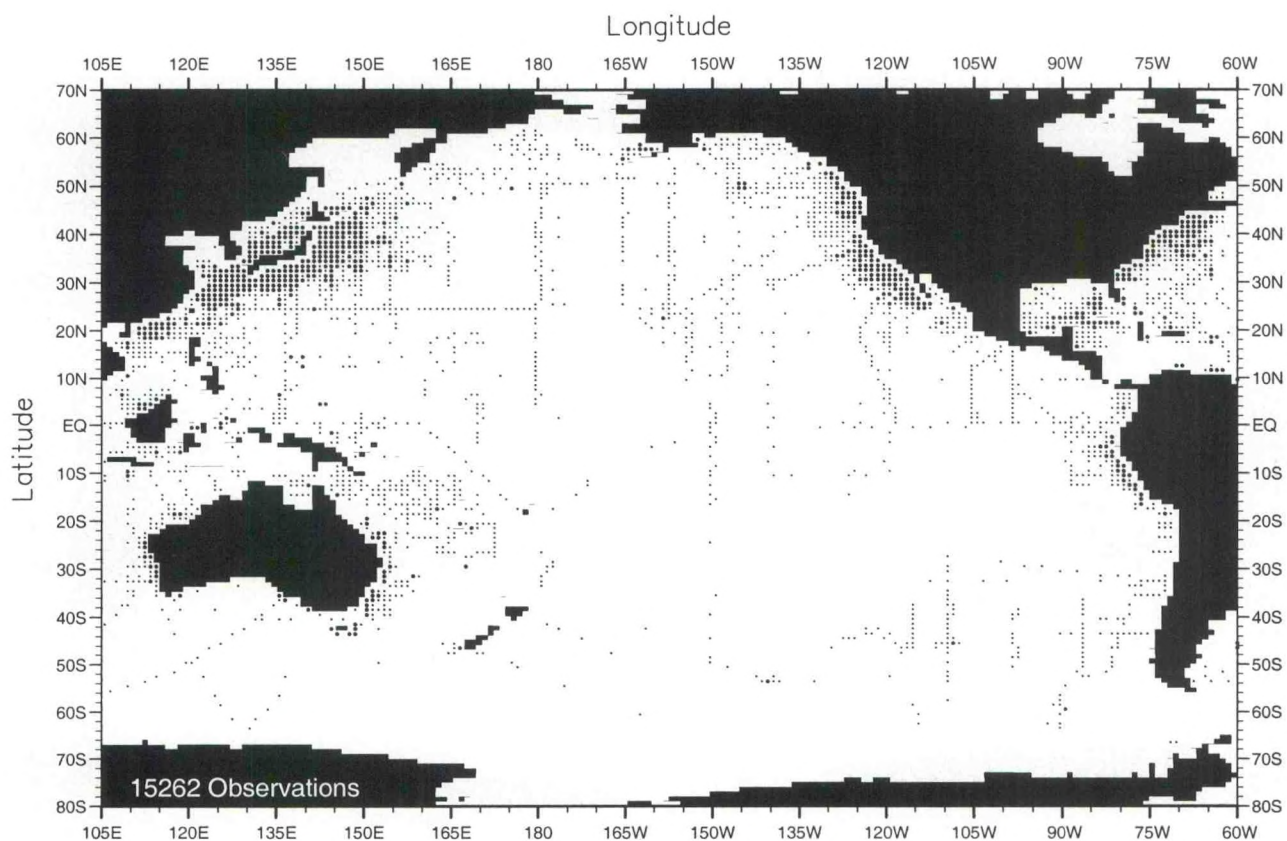 Longitude
105E 120E 135E 150E 165E 180 165W 150W 135W 120W 105W 90W 75W 60W
70N 70N
60N 60N
50N 50N
40N 40N
30N 30N
20N 20N
10N 10N
Latitude
EQ EQ
10S 10S
20S 20S
30S 30S
40S 40S
50S 50S
60S 60S
70S 70S
15262 Observations
80S 80S
105E 120E 135E 150E 165E 180 165W 150W 135W 120W 105W 90W 75W 60W